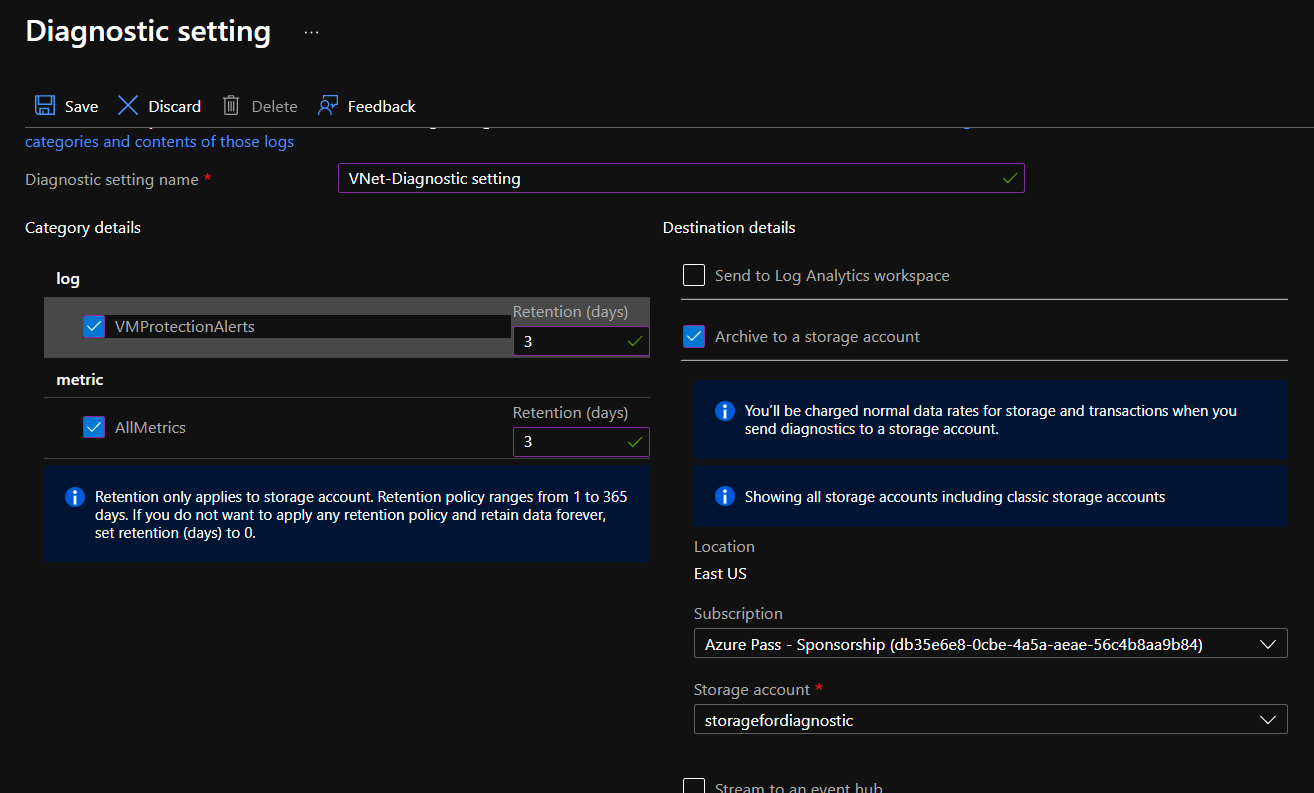 Diagnostic setting ...
Save Discard Delete Feedback
categories and contents of those logs
Diagnostic setting name *
VNet-Diagnostic setting
Category details
log
VMProtectionAlerts
Retention (days)
3
metric
AllMetrics
Retention (days)
3
Retention only applies to storage account. Retention policy ranges from 1 to 365
days. If you do not want to apply any retention policy and retain data forever,
set retention (days) to 0.
Destination details
Send to Log Analytics workspace
Archive to a storage account
You'll be charged normal data rates for storage and transactions when you
send diagnostics to a storage account.
Showing all storage accounts including classic storage accounts
Location
East US
Subscription
Azure Pass - Sponsorship (db35e6e8-0cbe-4a5a-aeae-56c4b8aa9b84)
Storage account *
storagefordiagnostic
Stream to an event hub